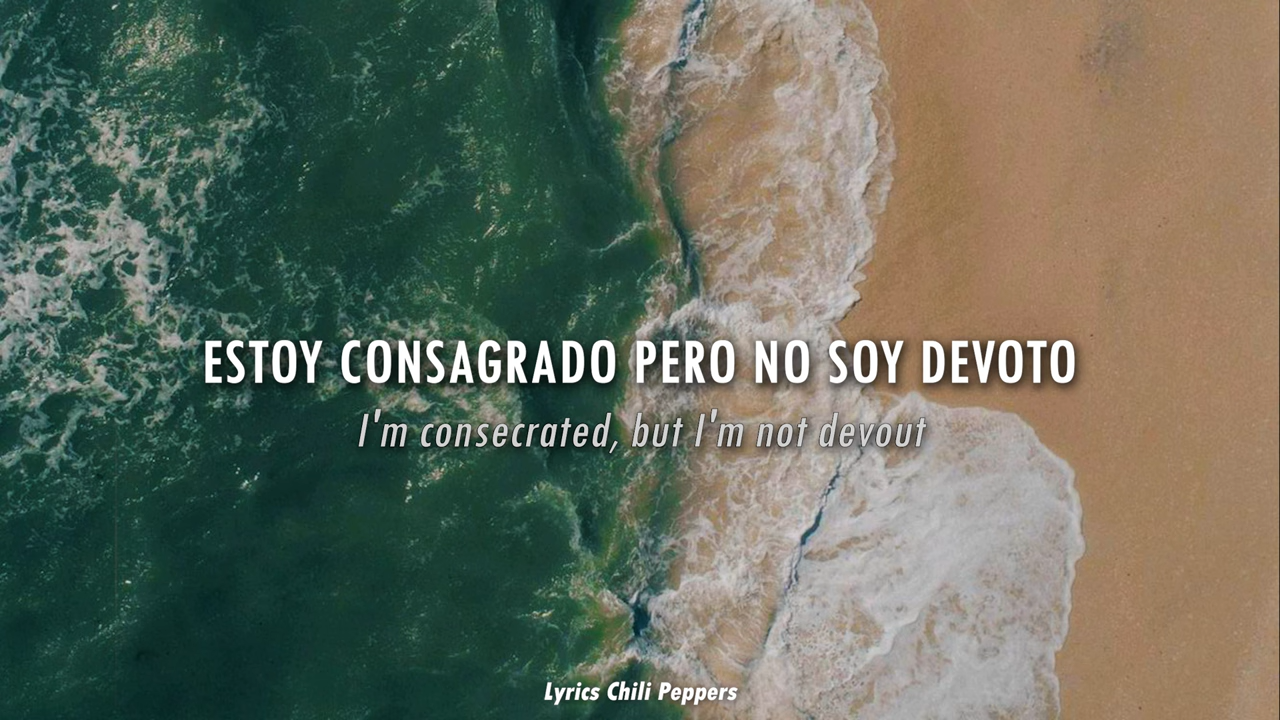 ESTOY CONSAGRADO PERO NO SOY DEVOTO
I'm consecrated, but I'm not devout
Lyrics Chili Peppers